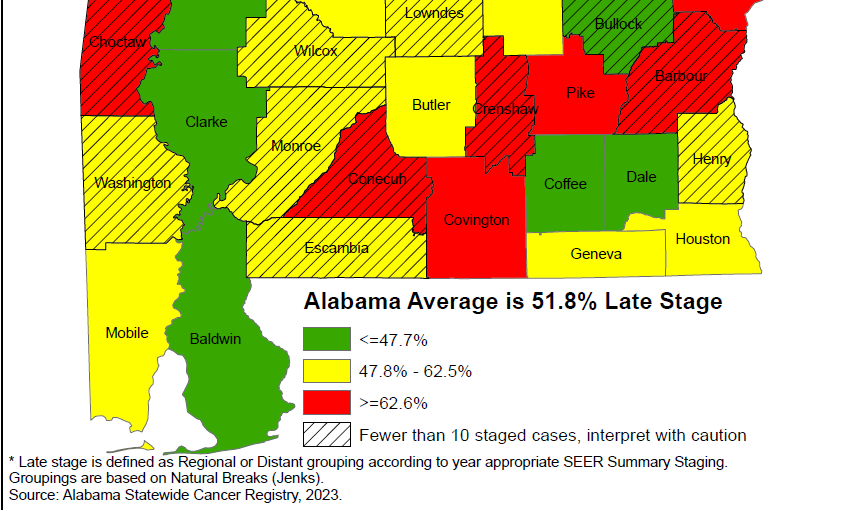 Lowndes
Bullock
Choctaw
Wilcox
Barbour
Butler
Pike
Crenshaw
Clarke
Monroe
Henry
Washington
Conecuh
Coffee
Dale
Covington
Escambia
Geneva
Houston
Mobile
Baldwin
Alabama Average is 51.8% Late Stage
<=47.7%
47.8% - 62.5%
>=62.6%
Fewer than 10 staged cases, interpret with caution
* Late stage is defined as Regional or Distant grouping according to year appropriate SEER Summary Staging.
Groupings are based on Natural Breaks (Jenks).
Source: Alabama Statewide Cancer Registry, 2023.